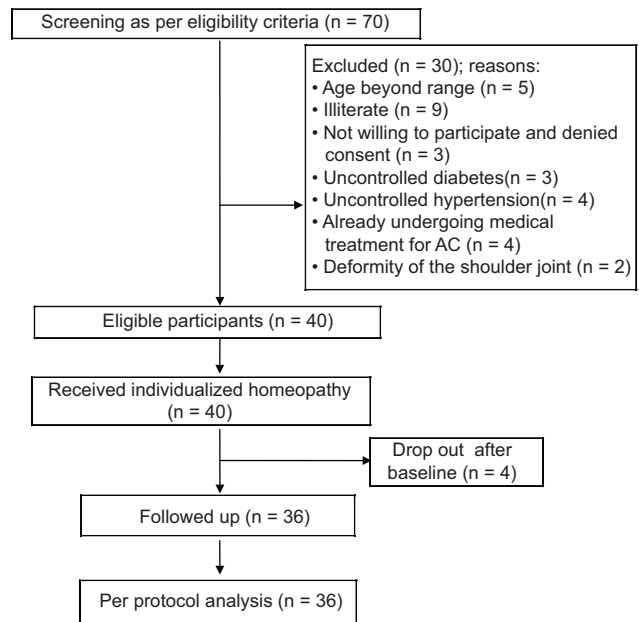 Screening as per eligibility criteria (n = 70)
Excluded (n = 30); reasons:
• Age beyond range (n = 5)
• Illiterate (n = 9)
• Not willing to participate and denied
consent (n = 3)
• Uncontrolled diabetes(n = 3)
• Uncontrolled hypertension(n = 4)
• Already undergoing medical
treatment for AC (n = 4)
• Deformity of the shoulder joint (n = 2)
Eligible participants (n = 40)
Received individualized homeopathy
(n = 40)
Drop out after
baseline (n = 4)
Followed up (n = 36)
Per protocol analysis (n = 36)